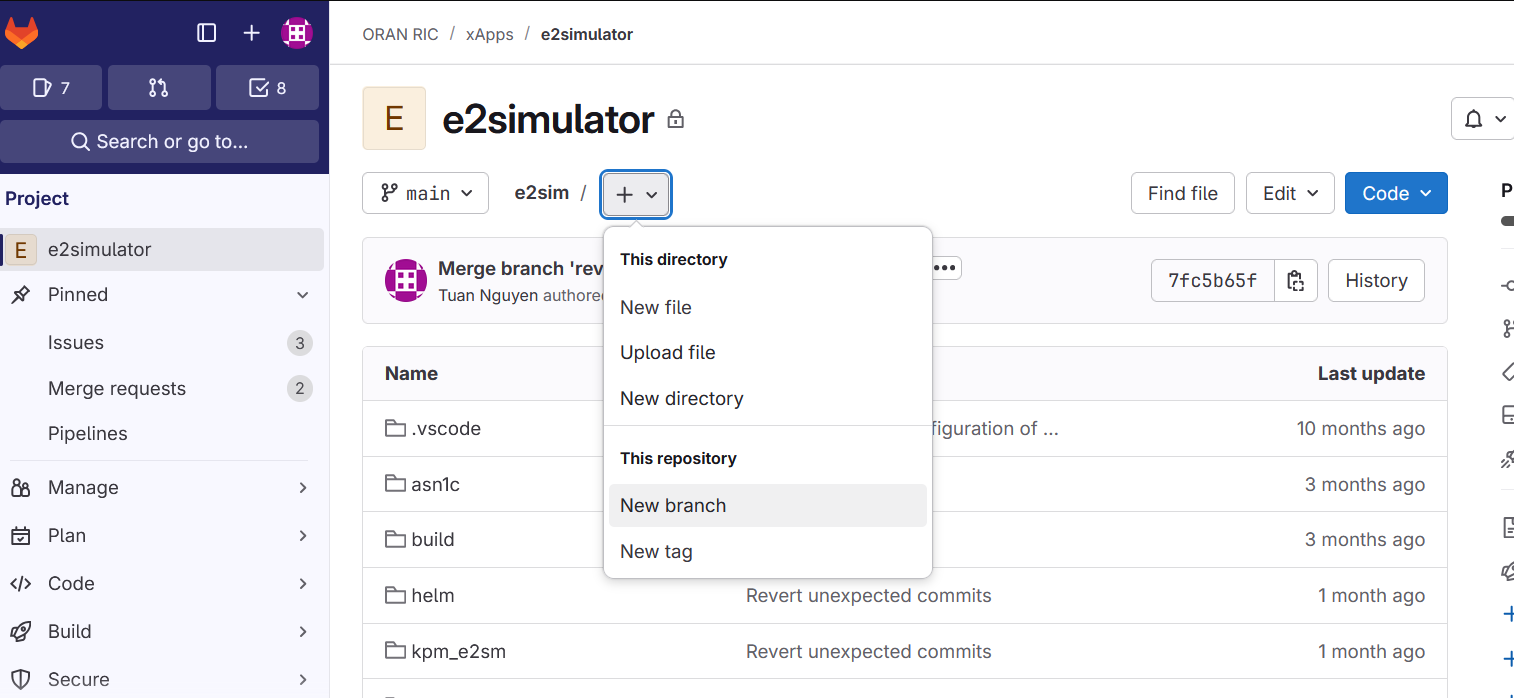 ORAN RIC / xApps / e2simulator
7
8
Search or go to...
Project
E e2simulator
Pinned
Issues 3
Merge requests 2
Pipelines
Manage
Plan
Code
Build
Secure
E e2simulator
main e2sim / Find file Edit Code
Merge branch 'rev
Tuan Nguyen authored
7fc5b65f History
This directory
New file
Upload file
New directory
This repository
New branch
New tag
Name Last update
.vscode figuration of ... 10 months ago
asn1c 3 months ago
build 3 months ago
helm Revert unexpected commits 1 month ago
kpm_e2sm Revert unexpected commits 1 month ago
P